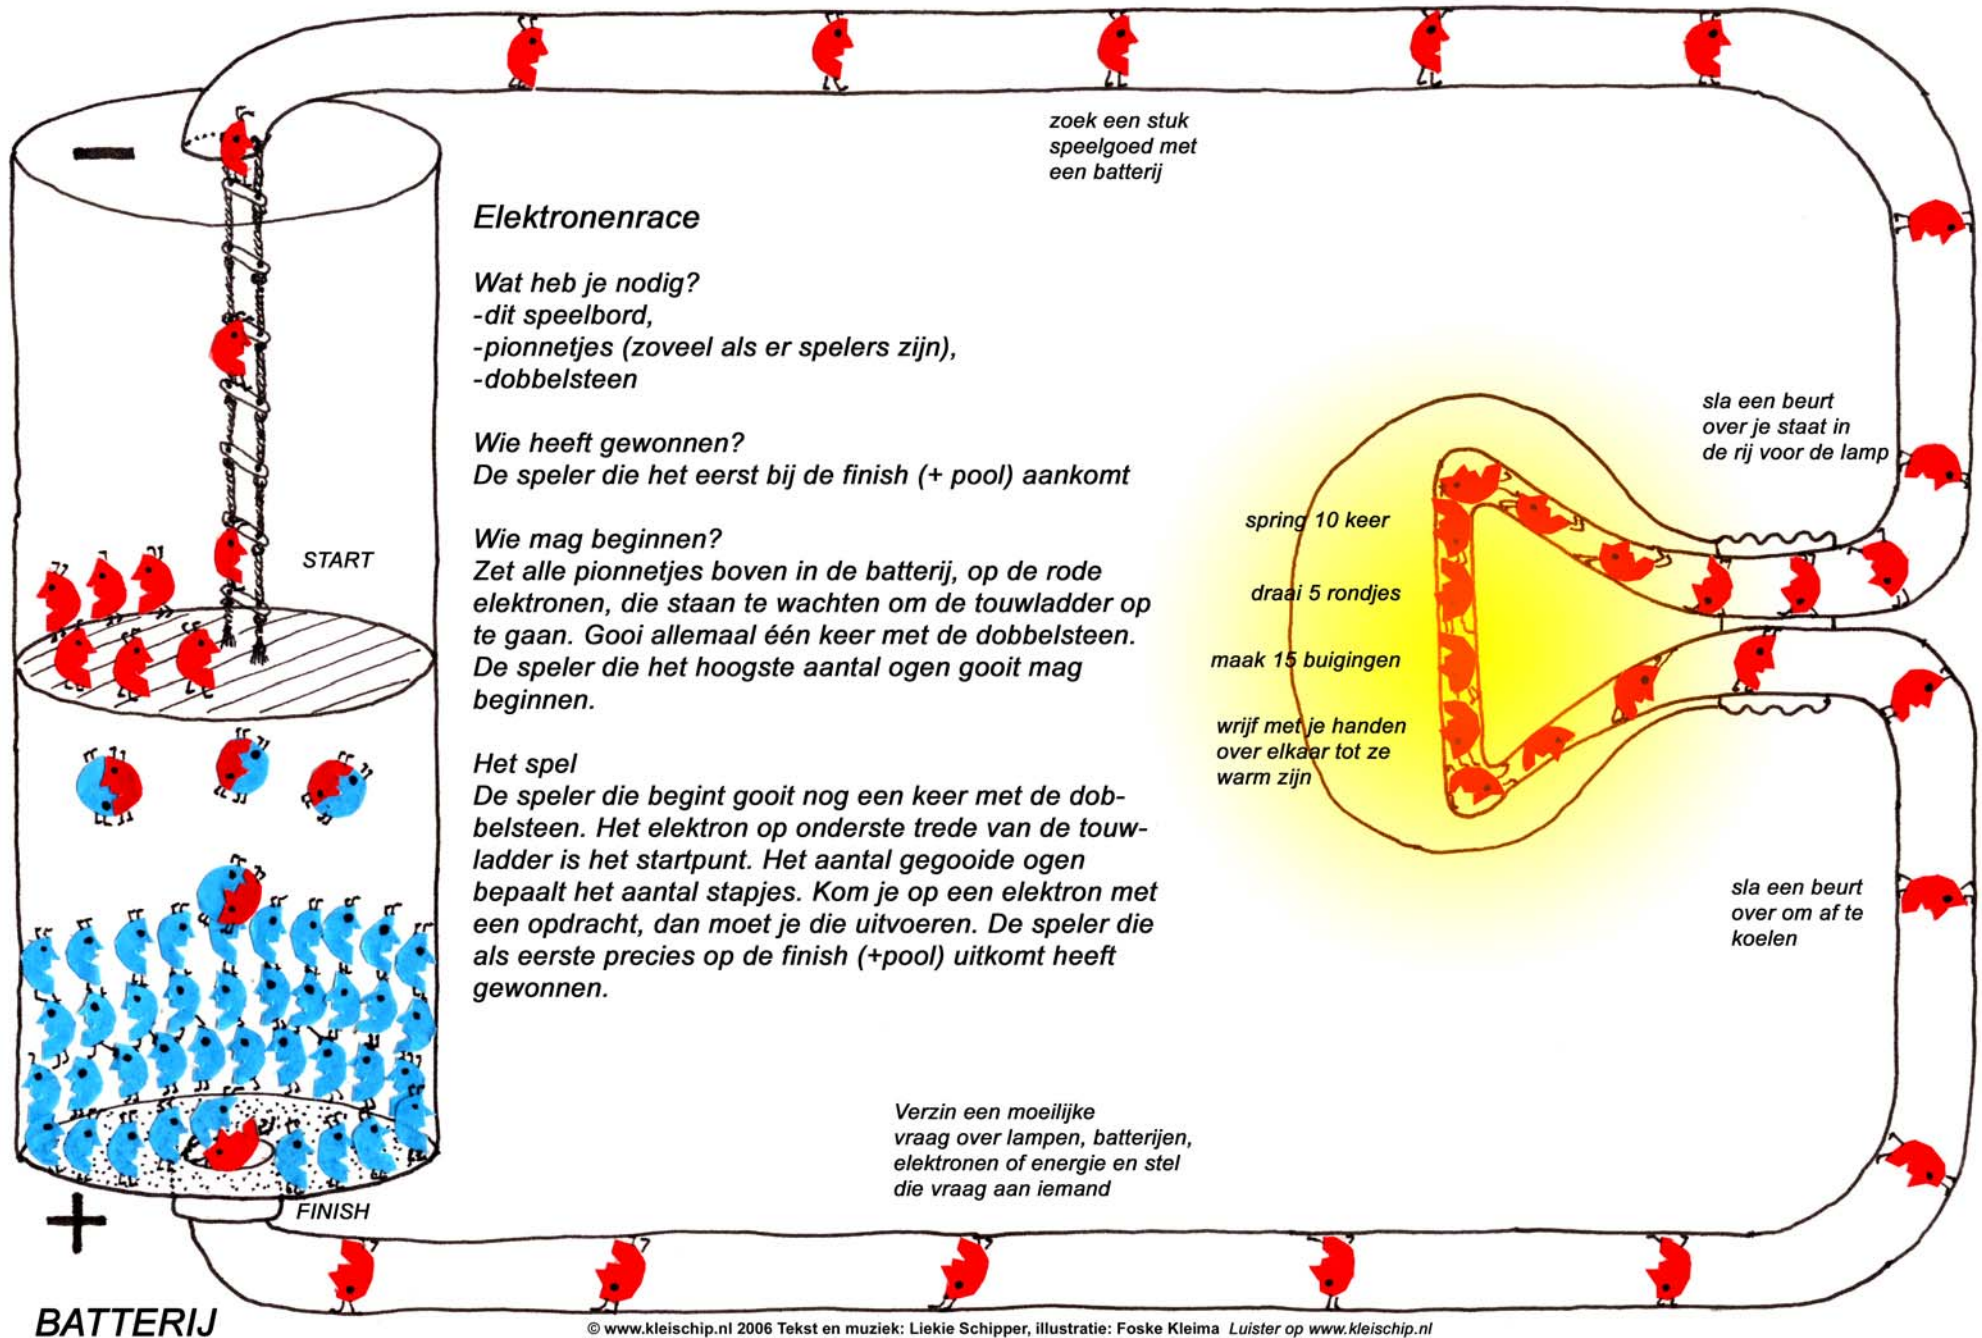 zoek een stuk
speelgoed met
een batterij
−
Elektronenrace
Wat heb je nodig?
-dit speelbord,
-pionnetjes (zoveel als er spelers zijn),
-dobbelsteen
Wie heeft gewonnen?
De speler die het eerst bij de finish (+ pool) aankomt
Wie mag beginnen?
Zet alle pionnetjes boven in de batterij, op de rode
elektronen, die staan te wachten om de touwladder op
te gaan. Gooi allemaal één keer met de dobbelsteen.
De speler die het hoogste aantal ogen gooit mag
beginnen.
Het spel
De speler die begint gooit nog een keer met de dob-
belsteen. Het elektron op onderste trede van de touw-
ladder is het startpunt. Het aantal gegooide ogen
bepaalt het aantal stapjes. Kom je op een elektron met
een opdracht, dan moet je die uitvoeren. De speler die
als eerste precies op de finish (+pool) uitkomt heeft
gewonnen.
START
sla een beurt
over je staat in
de rij voor de lamp
spring 10 keer
draai 5 rondjes
maak 15 buigingen
wrijf met je handen
over elkaar tot ze
warm zijn
sla een beurt
over om af te
koelen
Verzin een moeilijke
vraag over lampen, batterijen,
elektronen of energie en stel
die vraag aan iemand
+
FINISH
BATTERIJ
© www.kleischip.nl 2006 Tekst en muziek: Liekie Schipper, illustratie: Foske Kleima Luister op www.kleischip.nl